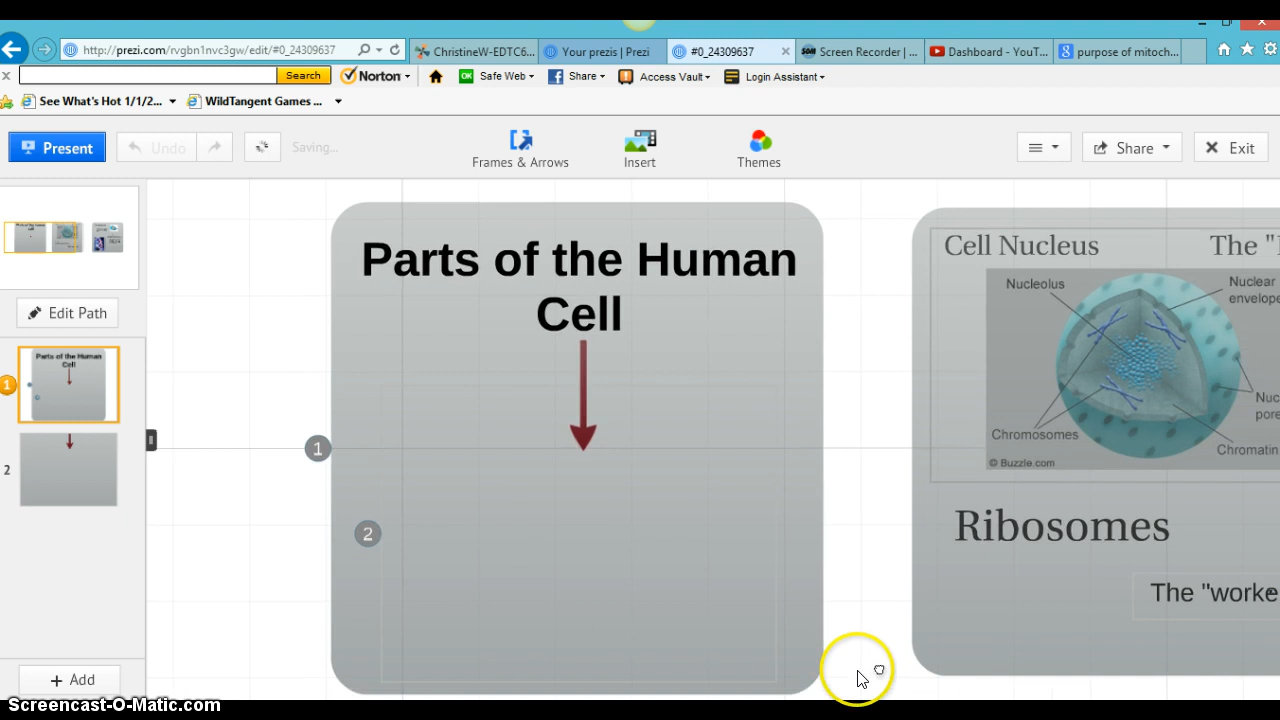 http://prezi.com/rvgbn1nvc3gw/edit/#0_24309637
ChristineW-EDTC6...
Your prezis | Prezi
#0_24309637
Screen Recorder | ...
Dashboard - YouT...
purpose of mitoch...
Search
Norton
OK Safe Web
Share
Access Vault
Login Assistant
See What's Hot 1/1/2...
WildTangent Games ...
Present
Undo
Saving...
Frames & Arrows
Insert
Themes
Share
Exit
Edit Path
1
Parts of the Human
Cell
2
+ Add
Parts of the Human
Cell
1
2
Cell Nucleus
The "
Nucleolus
Nuclear
envelope
Nuc
pore
Chromosomes
Chromatin
© Buzzle.com
Ribosomes
The "worke
Screencast-O-Matic.com